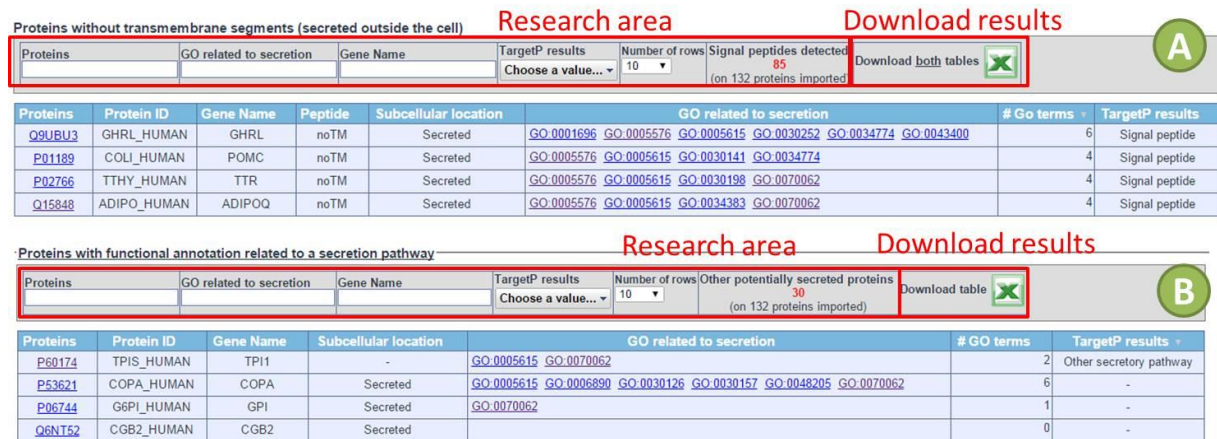 Research area Download results
Proteins without transmembrane segments (secreted outside the cell)
A
Proteins GO related to secretion Gene Name TargetP results Number of rows Signal peptides detected
Choose a value... 10 85 Download both tables
(on 132 proteins imported)
Proteins Protein ID Gene Name Peptide Subcellular location GO related to secretion # Go terms TargetP results
Q9UBU3 GHRL_HUMAN GHRL noTM Secreted GO:0001696 GO:0005576 GO:0005615 GO:0030252 GO:0034774 GO:0043400 6 Signal peptide
P01189 COLI_HUMAN POMC noTM Secreted GO:0005576 GO:0005615 GO:0030141 GO:0034774 4 Signal peptide
P02766 TTHY_HUMAN TTR noTM Secreted GO:0005576 GO:0005615 GO:0030198 GO:0070062 4 Signal peptide
Q15848 ADIPO_HUMAN ADIPOQ noTM Secreted GO:0005576 GO:0005615 GO:0034383 GO:0070062 4 Signal peptide
Research area Download results
Proteins with functional annotation related to a secretion pathway
Proteins GO related to secretion Gene Name TargetP results Number of rows Other potentially secreted proteins
Choose a value... 10 30 Download table
(on 132 proteins imported)
B
Proteins Protein ID Gene Name Subcellular location GO related to secretion # GO terms TargetP results
P60174 TPIS_HUMAN TPI1 - GO:0005615 GO:0070062 2 Other secretory pathway
P53621 COPA_HUMAN COPA Secreted GO:0005615 GO:0006890 GO:0030126 GO:0030157 GO:0048205 GO:0070062 6 -
P06744 G6PI_HUMAN GPI Secreted GO:0070062 1 -
Q6NT52 CGB2_HUMAN CGB2 Secreted 0 -